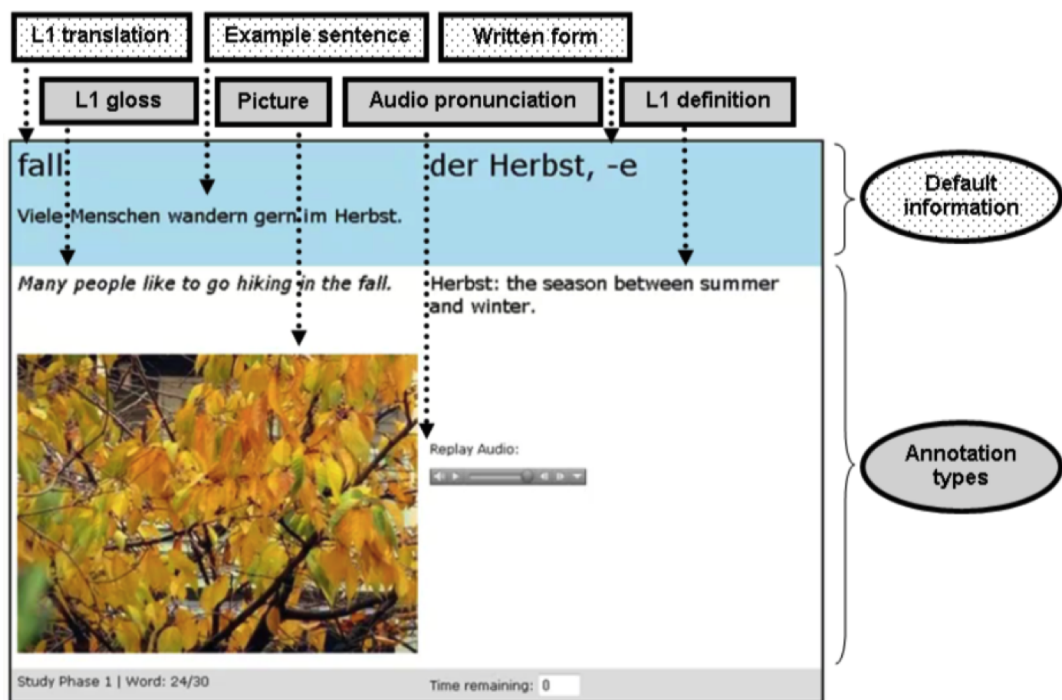 L1 translation
Example sentence
Written form
L1 gloss
Picture
Audio pronunciation
L1 definition
fall
der Herbst, -e
Viele Menschen wandern gern im Herbst.
Default
information
Many people like to go hiking in the fall.
Herbst: the season between summer
and winter.
Replay Audio:
Annotation
types
Study Phase 1 | Word: 24/30
Time remaining: 0